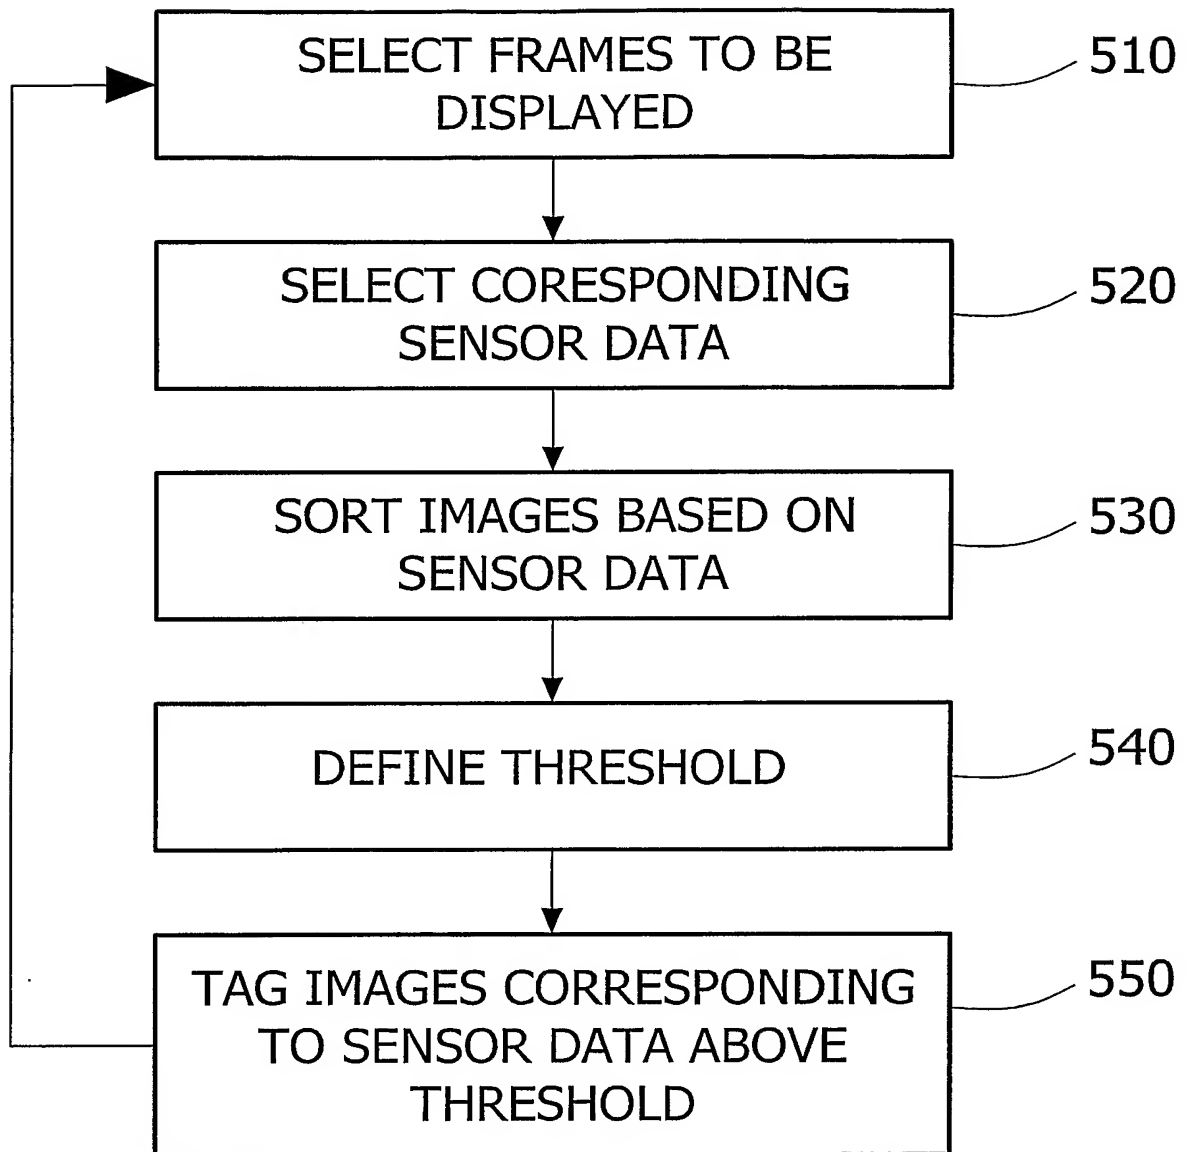 SELECT FRAMES TO BE
DISPLAYED
510
SELECT CORESPONDING
SENSOR DATA
520
SORT IMAGES BASED ON
SENSOR DATA
530
DEFINE THRESHOLD
540
TAG IMAGES CORRESPONDING
TO SENSOR DATA ABOVE
THRESHOLD
550